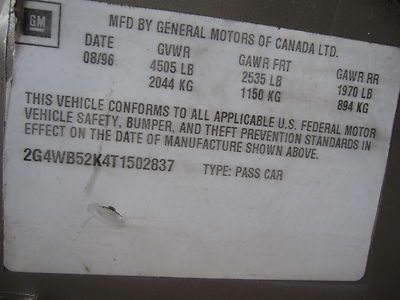 GM
MFD BY GENERAL MOTORS OF CANADA LTD.
DATE GVWR GAWR FRT GAWR RR
08/96 4505 LB 2535 LB 1970 LB
2044 KG 1150 KG 894 KG
THIS VEHICLE CONFORMS TO ALL APPLICABLE U.S. FEDERAL MOTOR
VEHICLE SAFETY, BUMPER, AND THEFT PREVENTION STANDARDS IN
EFFECT ON THE DATE OF MANUFACTURE SHOWN ABOVE.
2G4WB52K4T1502837 TYPE: PASS CAR